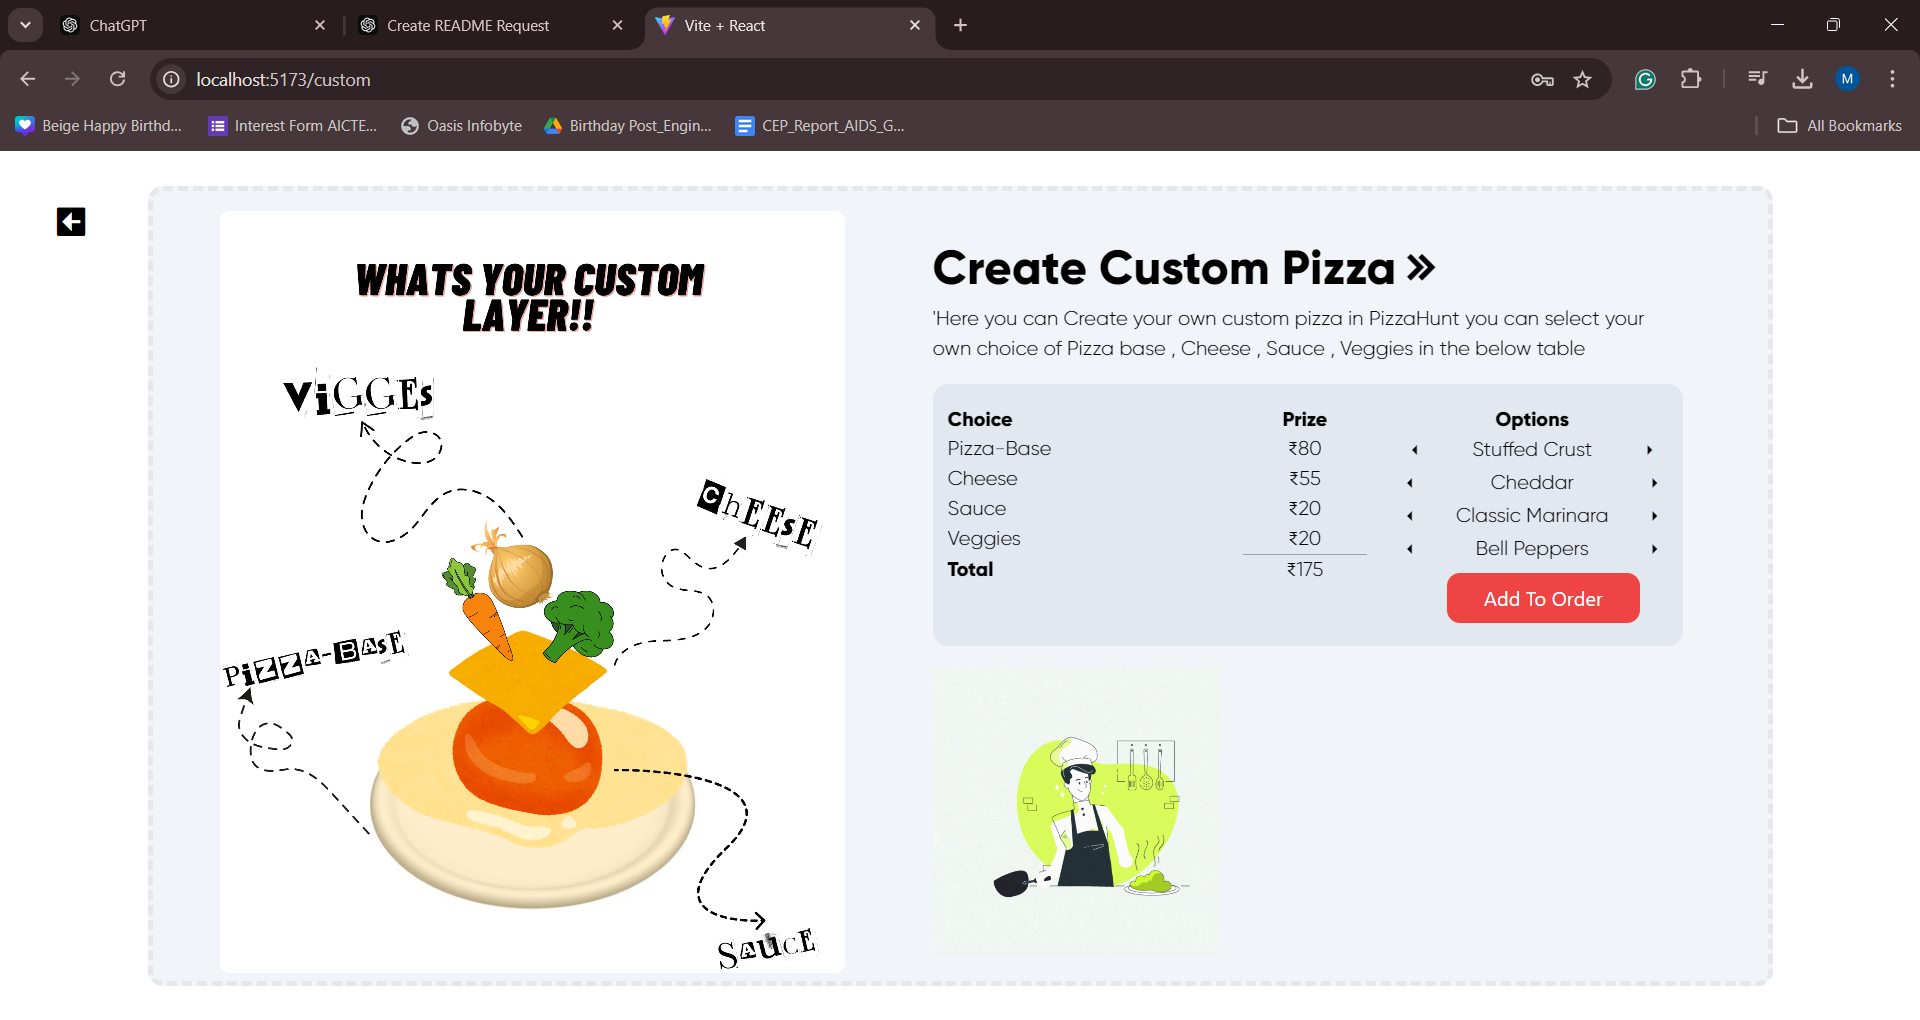 ChatGPT
Create README Request
Vite + React
localhost:5173/custom
M
Beige Happy Birthd...
Interest Form AICTE...
Oasis Infobyte
Birthday Post_Engin...
CEP_Report_AIDS_G...
All Bookmarks
WHATS YOUR CUSTOM
LAYER!!
ViGGEs
ChEEsE
PiZZA-BAsE
SAucE
Create Custom Pizza »
'Here you can Create your own custom pizza in PizzaHunt you can select your
own choice of Pizza base , Cheese , Sauce , Veggies in the below table
Choice Prize Options
Pizza-Base ₹80 Stuffed Crust
Cheese ₹55 Cheddar
Sauce ₹20 Classic Marinara
Veggies ₹20 Bell Peppers
Total ₹175
Add To Order